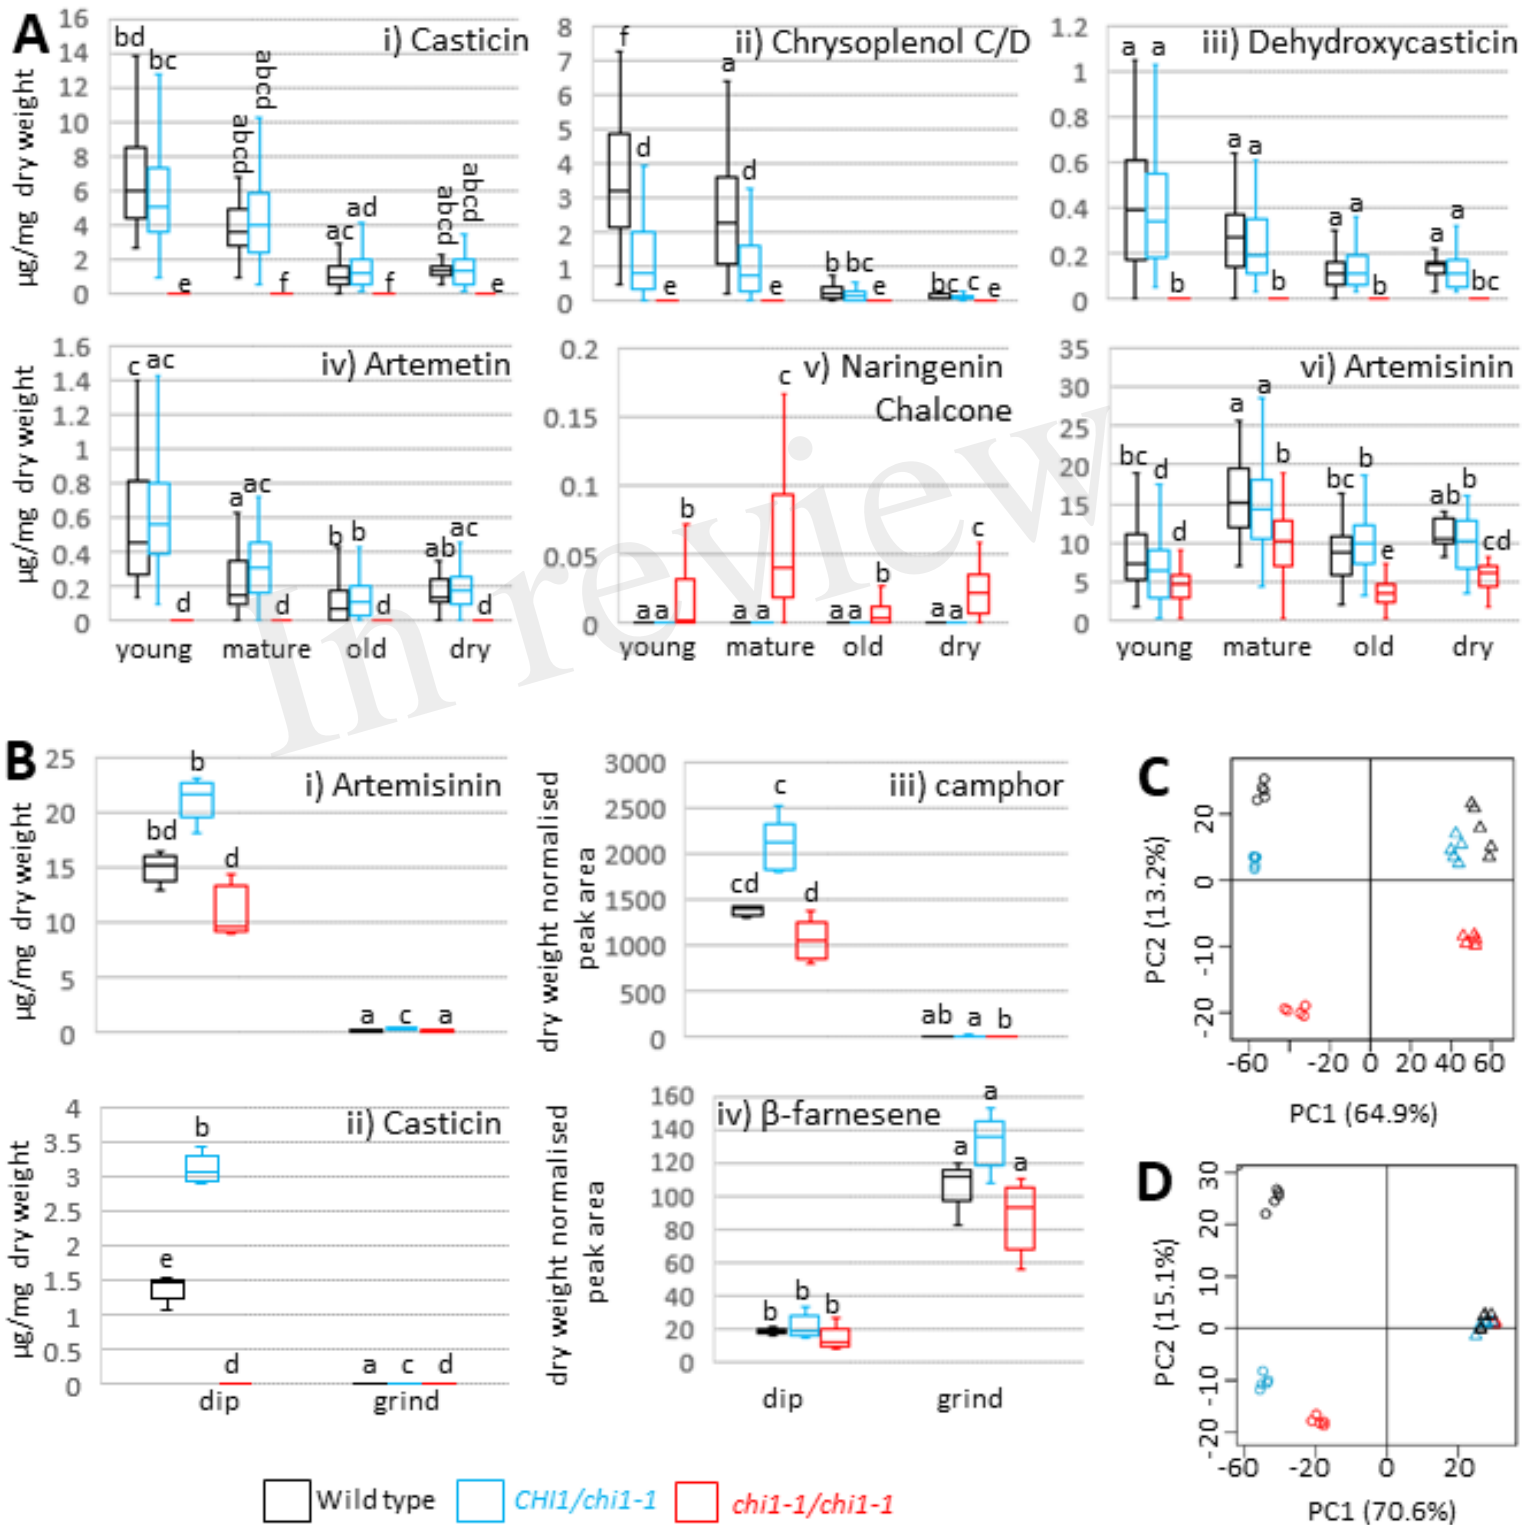 A
i) Casticin
µg/mg dry weight
16
14
12
10
8
6
4
2
0
bd
bc
e
abcd
abcd
f
ac
ad
f
abcd
abcd
e
ii) Chrysoplenol C/D
8
7
6
5
4
3
2
1
0
f
d
e
a
d
e
b
bc
e
bc
c
e
iii) Dehydroxycasticin
1.2
1
0.8
0.6
0.4
0.2
0
a
a
b
a
a
b
a
a
b
a
a
bc
iv) Artemetin
µg/mg dry weight
1.6
1.4
1.2
1
0.8
0.6
0.4
0.2
0
c
ac
d
a
ac
d
b
b
d
ab
ac
d
young mature old dry
v) Naringenin
Chalcone
0.2
0.15
0.1
0.05
0
a a
b
a a
c
a a
b
a a
c
young mature old dry
vi) Artemisinin
35
30
25
20
15
10
5
0
bc
d
d
a
a
b
bc
b
e
ab
b
cd
young mature old dry
In review
B
i) Artemisinin
µg/mg dry weight
25
20
15
10
5
0
bd
b
d
a c a
iii) camphor
dry weight normalised
peak area
3000
2500
2000
1500
1000
500
0
cd
c
d
ab a b
ii) Casticin
µg/mg dry weight
4
3.5
3
2.5
2
1.5
1
0.5
0
e
b
d
a c d
dip grind
iv) β-farnesene
dry weight normalised
peak area
160
140
120
100
80
60
40
20
0
b
b
b
a
a
a
dip grind
C
PC2 (13.2%)
20
0
-10
-20
-60 -20 0 20 40 60
PC1 (64.9%)
D
PC2 (15.1%)
30
20
10
0
-10
-20
-60 -20 0 20
PC1 (70.6%)
Wild type CHI1/chi1-1 chi1-1/chi1-1